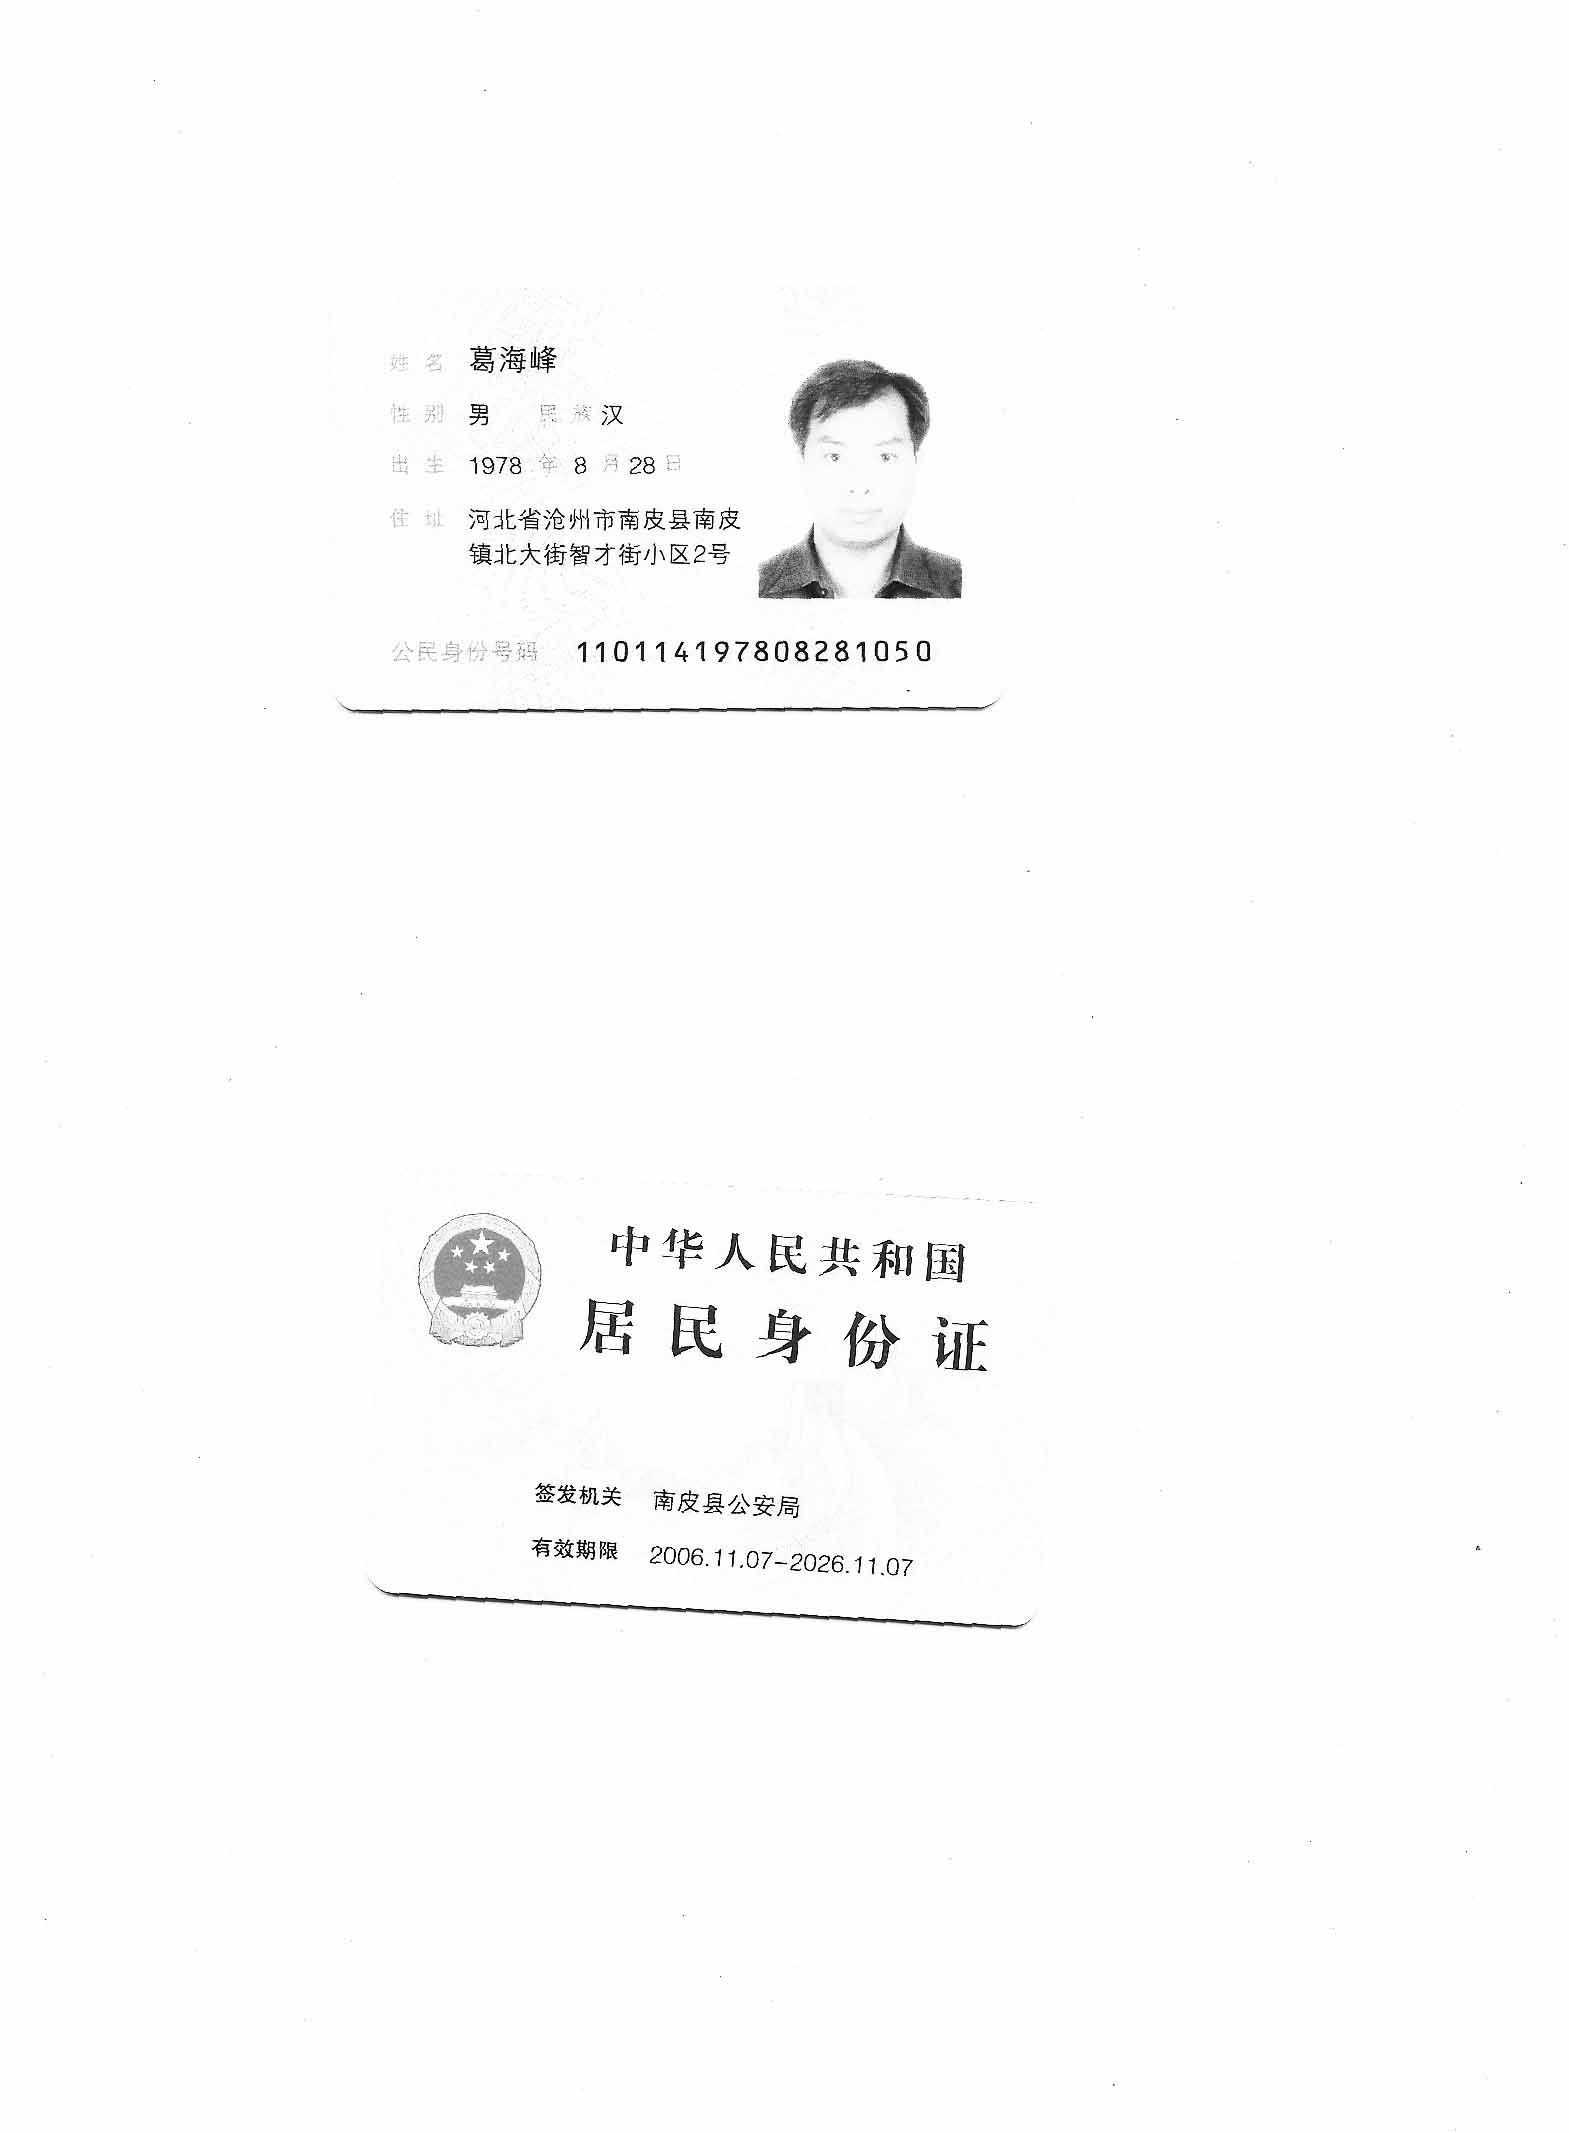 姓名 葛海峰
性别 男 民族 汉
出生 1978 年 8 月 28 日
住址 河北省沧州市南皮县南皮
镇北大街智才街小区2号
公民身份号码 110114197808281050
中华人民共和国
居民身份证
签发机关 南皮县公安局
有效期限 2006.11.07-2026.11.07